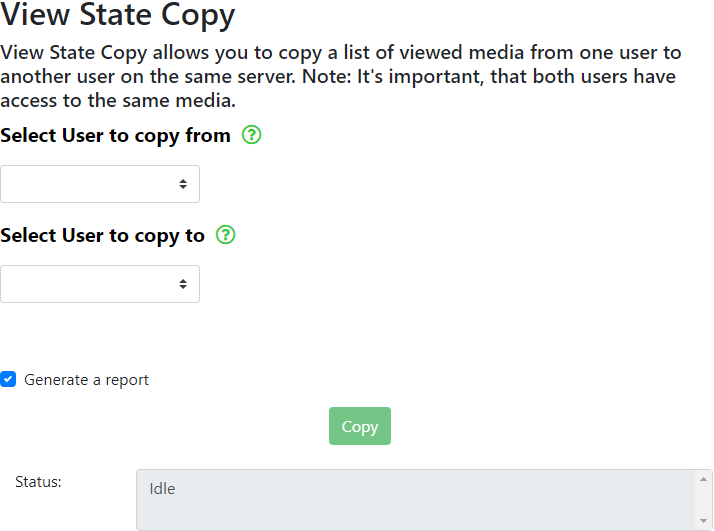 View State Copy
View State Copy allows you to copy a list of viewed media from one user to
another user on the same server. Note: It's important, that both users have
access to the same media.
Select User to copy from ?
Select User to copy to ?
Generate a report
Copy
Status:
Idle